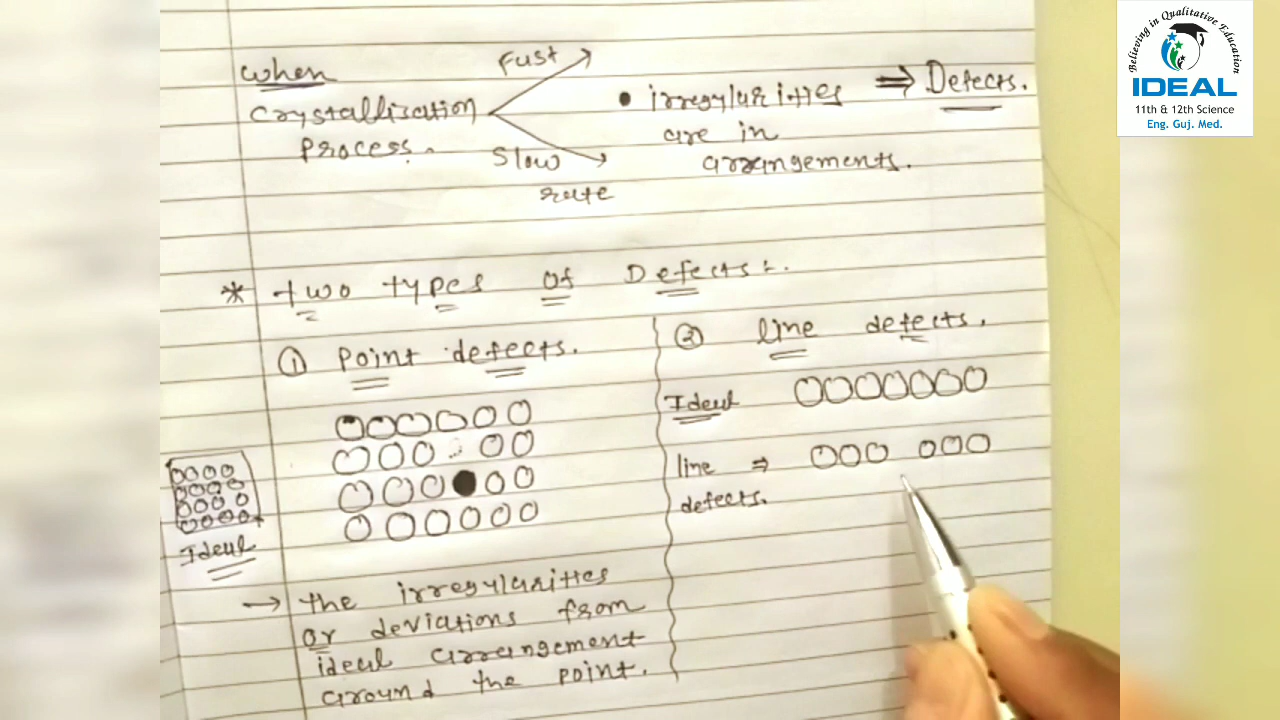 Believing in Qualitative Education
IDEAL
11th & 12th Science
Eng. Guj. Med.
when
crystallisation
process.
Fast
Slow
rate
• irregularities
are in
arrangements.
⇒ Defects.
* two types of Defects:.
① Point defects.
Ideal
→ the irregularities
or deviations from
ideal arrangement
around the point.
② line defects.
Ideal
line ⇒
defects.